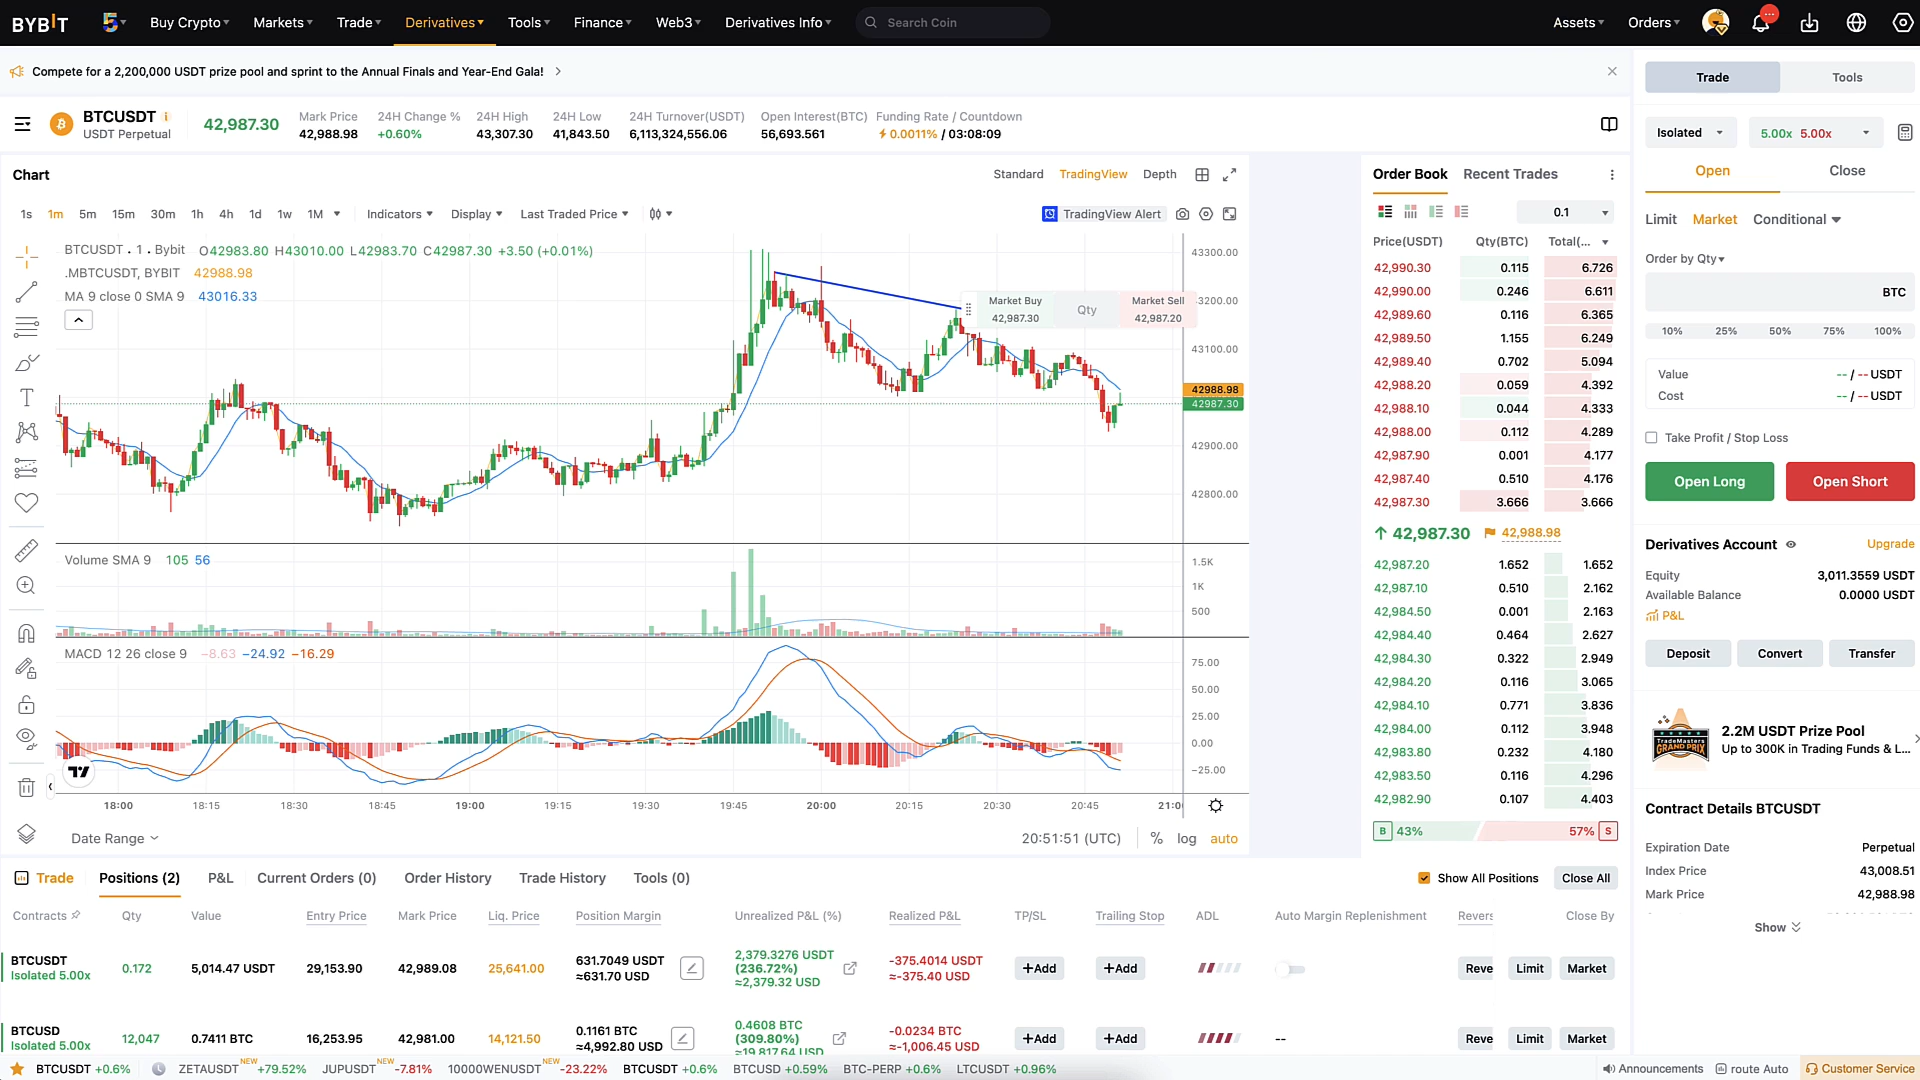 BYBIT Buy Crypto Markets Trade Derivatives Tools Finance Web3 Derivatives Info Search Coin Assets Orders
Compete for a 2,200,000 USDT prize pool and sprint to the Annual Finals and Year-End Gala!
Trade Tools
BTCUSDT
USDT Perpetual
42,987.30
Mark Price
42,988.98
24H Change %
+0.60%
24H High
43,307.30
24H Low
41,843.50
24H Turnover(USDT)
6,113,324,556.06
Open Interest(BTC)
56,693.561
Funding Rate / Countdown
0.0011% / 03:08:09
Chart
Standard TradingView Depth
1s 1m 5m 15m 30m 1h 4h 1d 1w 1M Indicators Display Last Traded Price TradingView Alert
BTCUSDT . 1 . Bybit O42983.80 H43010.00 L42983.70 C42987.30 +3.50 (+0.01%)
.MBTCUSDT, BYBIT 42988.98
MA 9 close 0 SMA 9 43016.33
Market Buy
42,987.30
Qty
Market Sell
42,987.20
43300.00
43200.00
43100.00
42988.98
42987.30
42900.00
42800.00
Volume SMA 9 105 56
1.5K
1K
500
MACD 12 26 close 9 −8.63 −24.92 −16.29
75.00
50.00
25.00
0.00
−25.00
18:00 18:15 18:30 18:45 19:00 19:15 19:30 19:45 20:00 20:15 20:30 20:45 21:0
Date Range
20:51:51 (UTC) % log auto
Order Book Recent Trades
0.1
Price(USDT) Qty(BTC) Total(...
42,990.30 0.115 6.726
42,990.00 0.246 6.611
42,989.60 0.116 6.365
42,989.50 1.155 6.249
42,989.40 0.702 5.094
42,988.20 0.059 4.392
42,988.10 0.044 4.333
42,988.00 0.112 4.289
42,987.90 0.001 4.177
42,987.40 0.510 4.176
42,987.30 3.666 3.666
42,987.30 42,988.98
42,987.20 1.652 1.652
42,987.10 0.510 2.162
42,984.50 0.001 2.163
42,984.40 0.464 2.627
42,984.30 0.322 2.949
42,984.20 0.116 3.065
42,984.10 0.771 3.836
42,984.00 0.112 3.948
42,983.80 0.232 4.180
42,983.50 0.116 4.296
42,982.90 0.107 4.403
B 43% 57% S
Isolated 5.00x 5.00x
Open Close
Limit Market Conditional
Order by Qty
BTC
10% 25% 50% 75% 100%
Value -- / -- USDT
Cost -- / -- USDT
Take Profit / Stop Loss
Open Long Open Short
Derivatives Account Upgrade
Equity 3,011.3559 USDT
Available Balance 0.0000 USDT
P&L
Deposit Convert Transfer
TradeMasters
GRAND PRIX
2.2M USDT Prize Pool
Up to 300K in Trading Funds & L...
Contract Details BTCUSDT
Expiration Date Perpetual
Index Price 43,008.51
Mark Price 42,988.98
Show
Trade Positions (2) P&L Current Orders (0) Order History Trade History Tools (0) Show All Positions Close All
Contracts Qty Value Entry Price Mark Price Liq. Price Position Margin Unrealized P&L (%) Realized P&L TP/SL Trailing Stop ADL Auto Margin Replenishment Revers Close By
BTCUSDT
Isolated 5.00x
0.172 5,014.47 USDT 29,153.90 42,989.08 25,641.00
631.7049 USDT
≈631.70 USD
2,379.3276 USDT
(236.72%)
≈2,379.32 USD
-375.4014 USDT
≈-375.40 USD
+Add +Add Reve Limit Market
BTCUSD
Isolated 5.00x
12,047 0.7411 BTC 16,253.95 42,981.00 14,121.50
0.1161 BTC
≈4,992.80 USD
0.4608 BTC
(309.80%)
≈19,817.64 USD
-0.0234 BTC
≈-1,006.45 USD
+Add +Add -- Reve Limit Market
BTCUSDT +0.6% ZETAUSDT NEW +79.52% JUPUSDT NEW -7.81% 10000WENUSDT NEW -23.22% BTCUSDT +0.6% BTCUSD +0.59% BTC-PERP +0.6% LTCUSDT +0.96% Announcements route Auto Customer Service